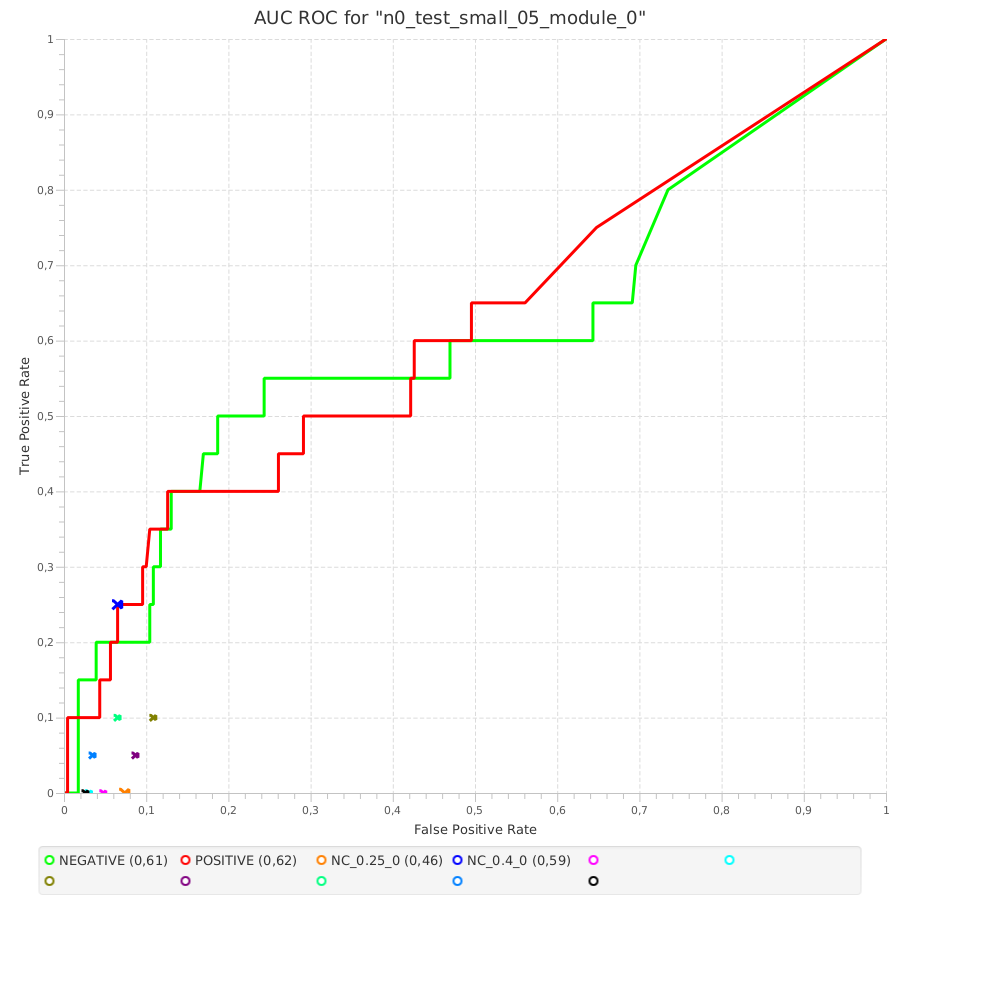 AUC ROC for "n0_test_small_05_module_0"
1
0,9
0,8
0,7
0,6
0,5
0,4
0,3
0,2
0,1
0
True Positive Rate
0 0,1 0,2 0,3 0,4 0,5 0,6 0,7 0,8 0,9 1
False Positive Rate
NEGATIVE (0,61) POSITIVE (0,62) NC_0.25_0 (0,46) NC_0.4_0 (0,59)